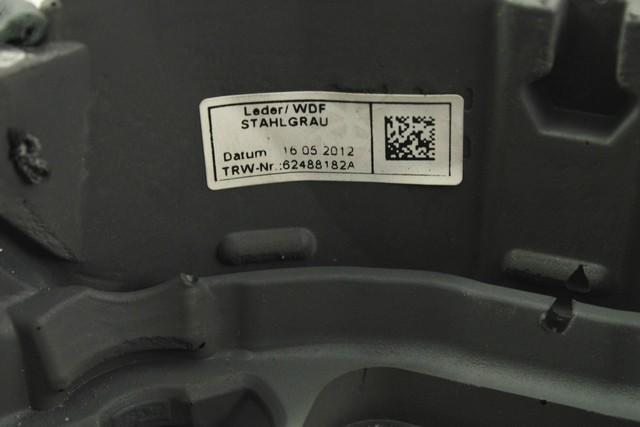 Leder/ WDF
STAHLGRAU
Datum 16 05 2012
TRW-Nr.:62488182A